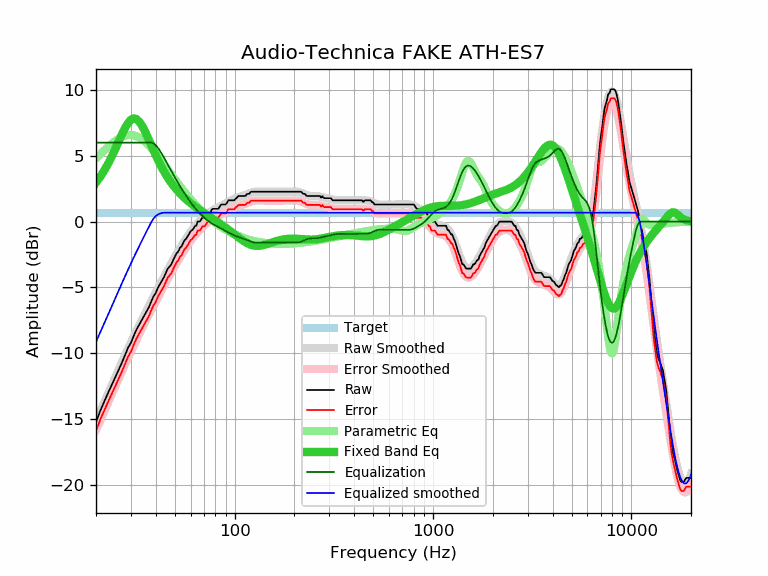 Audio-Technica FAKE ATH-ES7
10
5
0
−5
−10
−15
−20
Amplitude (dBr)
Target
Raw Smoothed
Error Smoothed
Raw
Error
Parametric Eq
Fixed Band Eq
Equalization
Equalized smoothed
100 1000 10000
Frequency (Hz)